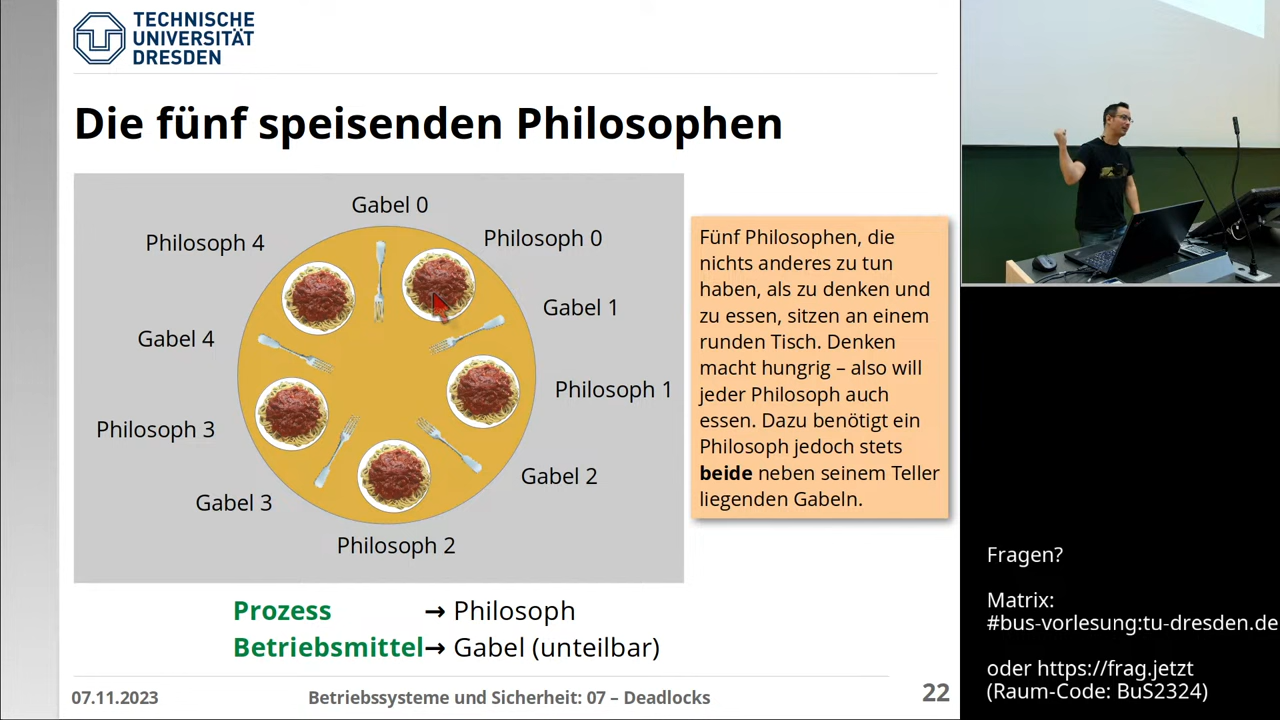 TECHNISCHE
UNIVERSITÄT
DRESDEN
Die fünf speisenden Philosophen
Gabel 0
Philosoph 4
Philosoph 0
Gabel 1
Gabel 4
Philosoph 1
Philosoph 3
Gabel 2
Gabel 3
Philosoph 2
Fünf Philosophen, die
nichts anderes zu tun
haben, als zu denken und
zu essen, sitzen an einem
runden Tisch. Denken
macht hungrig – also will
jeder Philosoph auch
essen. Dazu benötigt ein
Philosoph jedoch stets
beide neben seinem Teller
liegenden Gabeln.
Prozess → Philosoph
Betriebsmittel→ Gabel (unteilbar)
07.11.2023 Betriebssysteme und Sicherheit: 07 – Deadlocks 22
Fragen?
Matrix:
#bus-vorlesung:tu-dresden.de
oder https://frag.jetzt
(Raum-Code: BuS2324)